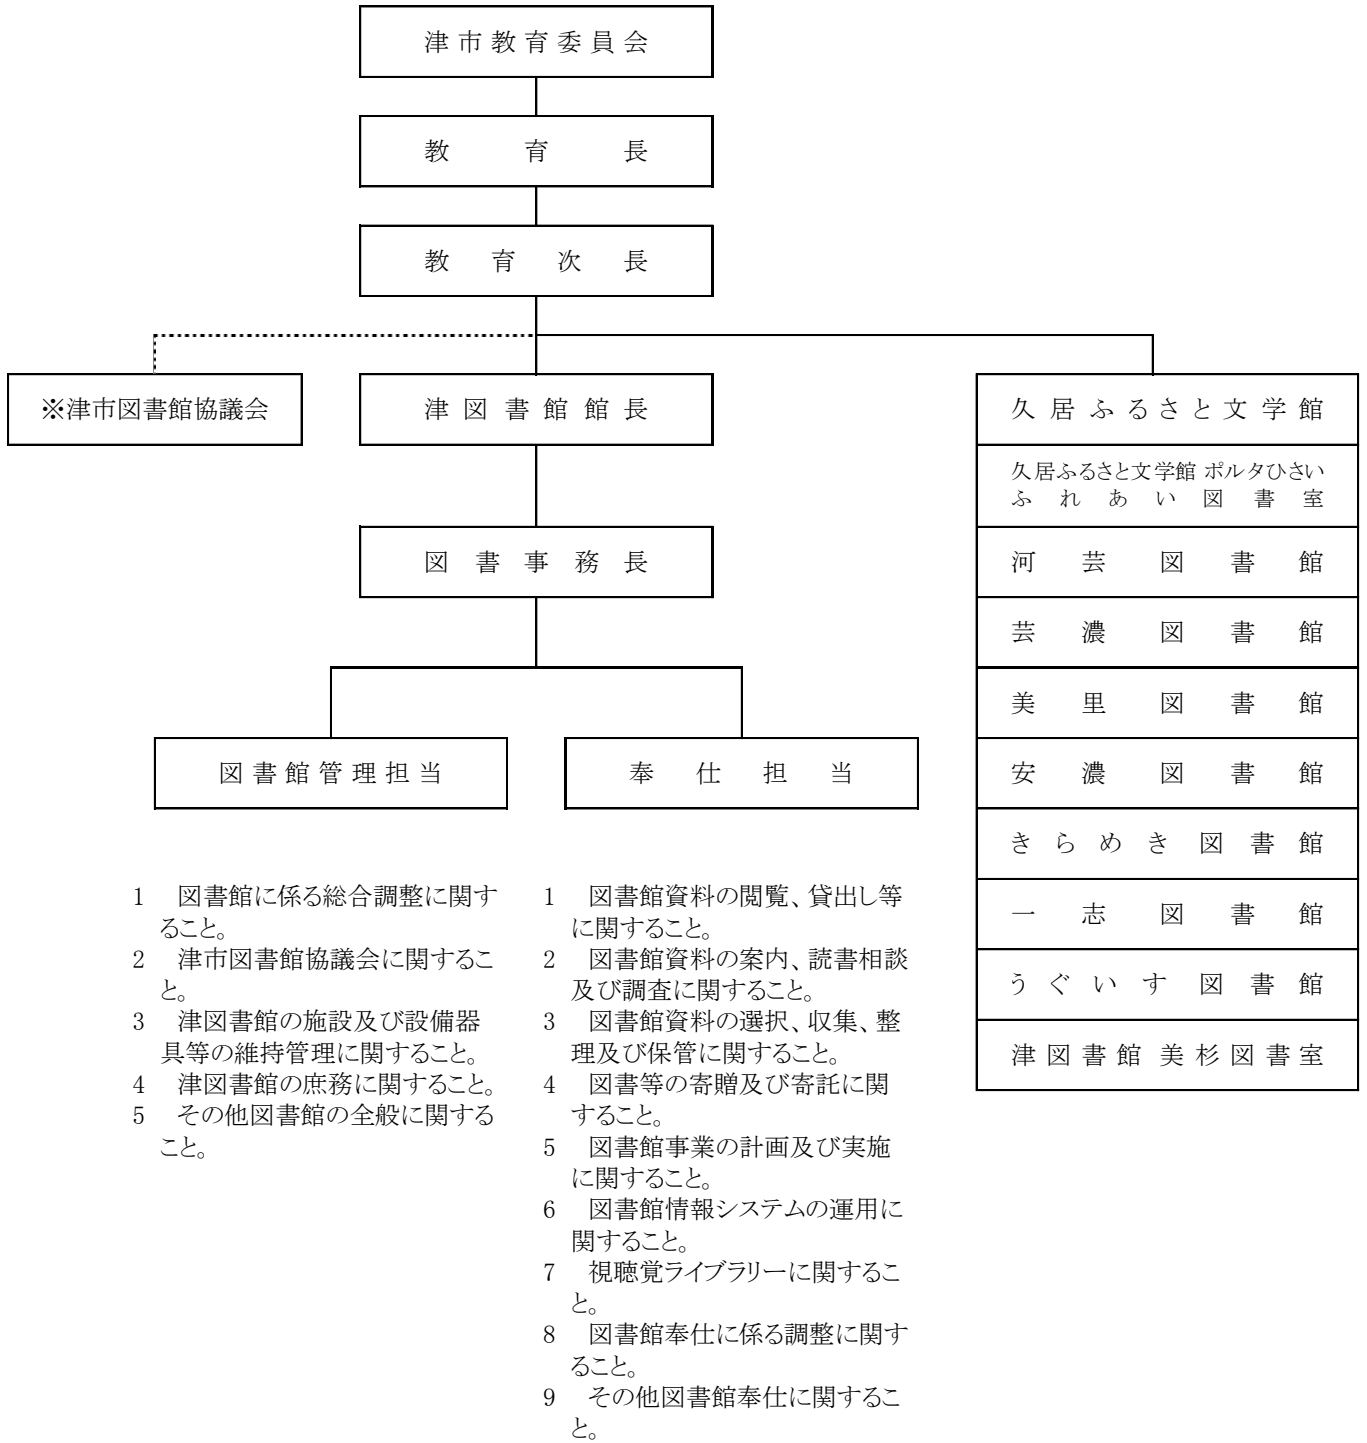 津市教育委員会
教育長
教育次長
※津市図書館協議会
津図書館館長
図書事務長
図書館管理担当
奉仕担当
久居ふるさと文学館
久居ふるさと文学館 ポルタひさい
ふれあい図書室
河芸図書館
芸濃図書館
美里図書館
安濃図書館
きらめき図書館
一志図書館
うぐいす図書館
津図書館美杉図書室
1 図書館に係る総合調整に関す
ること。
2 津市図書館協議会に関するこ
と。
3 津図書館の施設及び設備器
具等の維持管理に関すること。
4 津図書館の庶務に関すること。
5 その他図書館の全般に関する
こと。
1 図書館資料の閲覧、貸出し等
に関すること。
2 図書館資料の案内、読書相談
及び調査に関すること。
3 図書館資料の選択、収集、整
理及び保管に関すること。
4 図書等の寄贈及び寄託に関
すること。
5 図書館事業の計画及び実施
に関すること。
6 図書館情報システムの運用に
関すること。
7 視聴覚ライブラリーに関するこ
と。
8 図書館奉仕に係る調整に関す
ること。
9 その他図書館奉仕に関するこ
と。